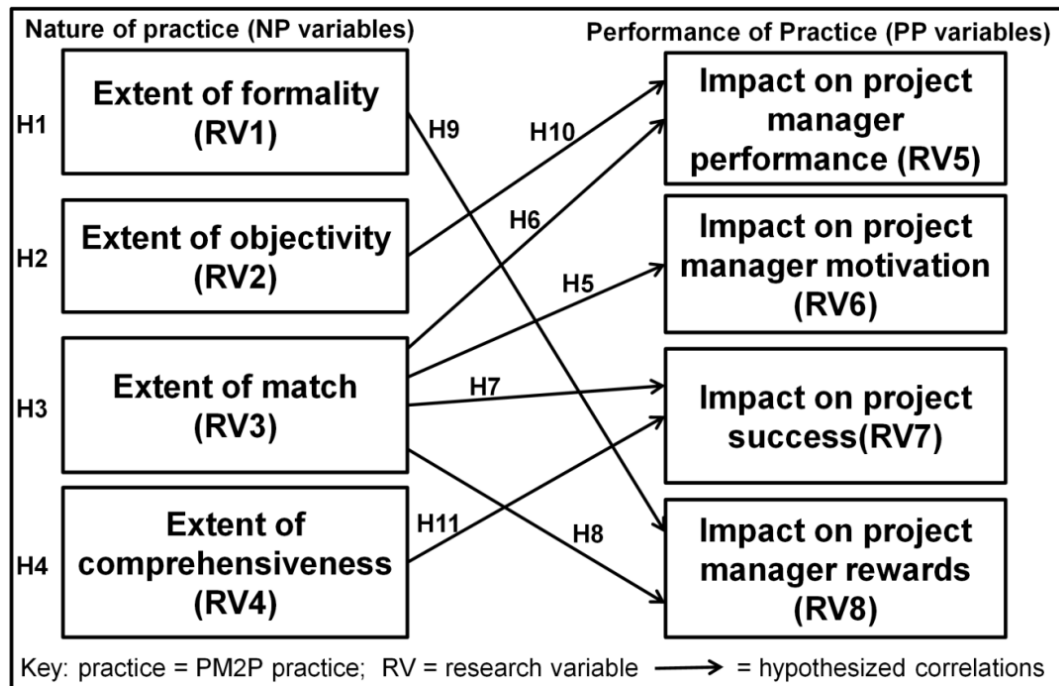 Nature of practice (NP variables)
Performance of Practice (PP variables)
H1
Extent of formality
(RV1)
H2
Extent of objectivity
(RV2)
H3
Extent of match
(RV3)
H4
Extent of
comprehensiveness
(RV4)
H9
H10
H6
H5
H7
H11
H8
Impact on project
manager
performance (RV5)
Impact on project
manager motivation
(RV6)
Impact on project
success(RV7)
Impact on project
manager rewards
(RV8)
Key: practice = PM2P practice; RV = research variable = hypothesized correlations